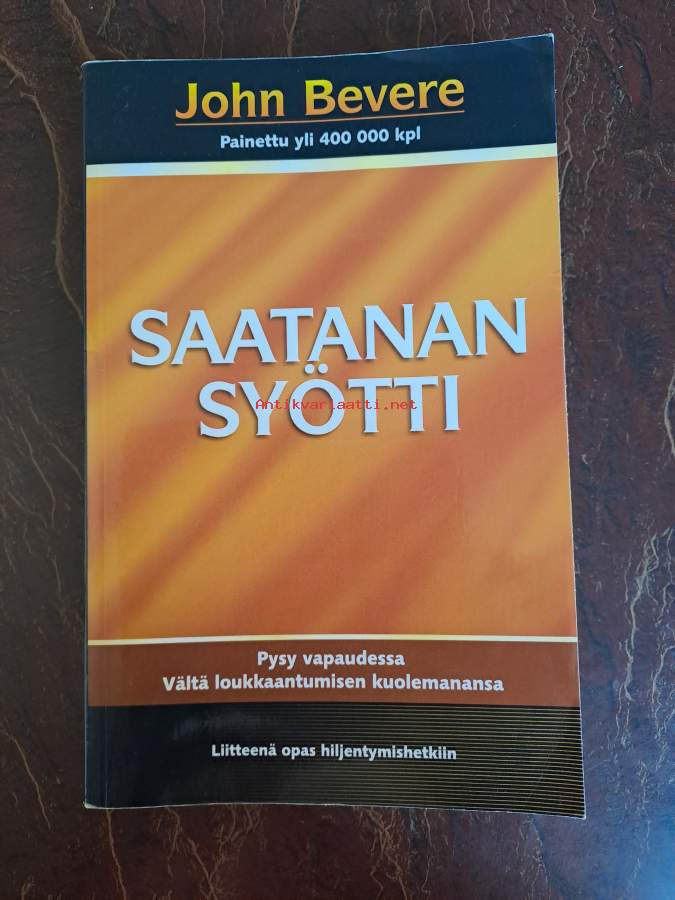 John Bevere
Painettu yli 400 000 kpl
SAATANAN
Antikvariaatti.net
SYÖTTI
Pysy vapaudessa
Vältä loukkaantumisen kuolemanansa
Liitteenä opas hiljentymishetkiin